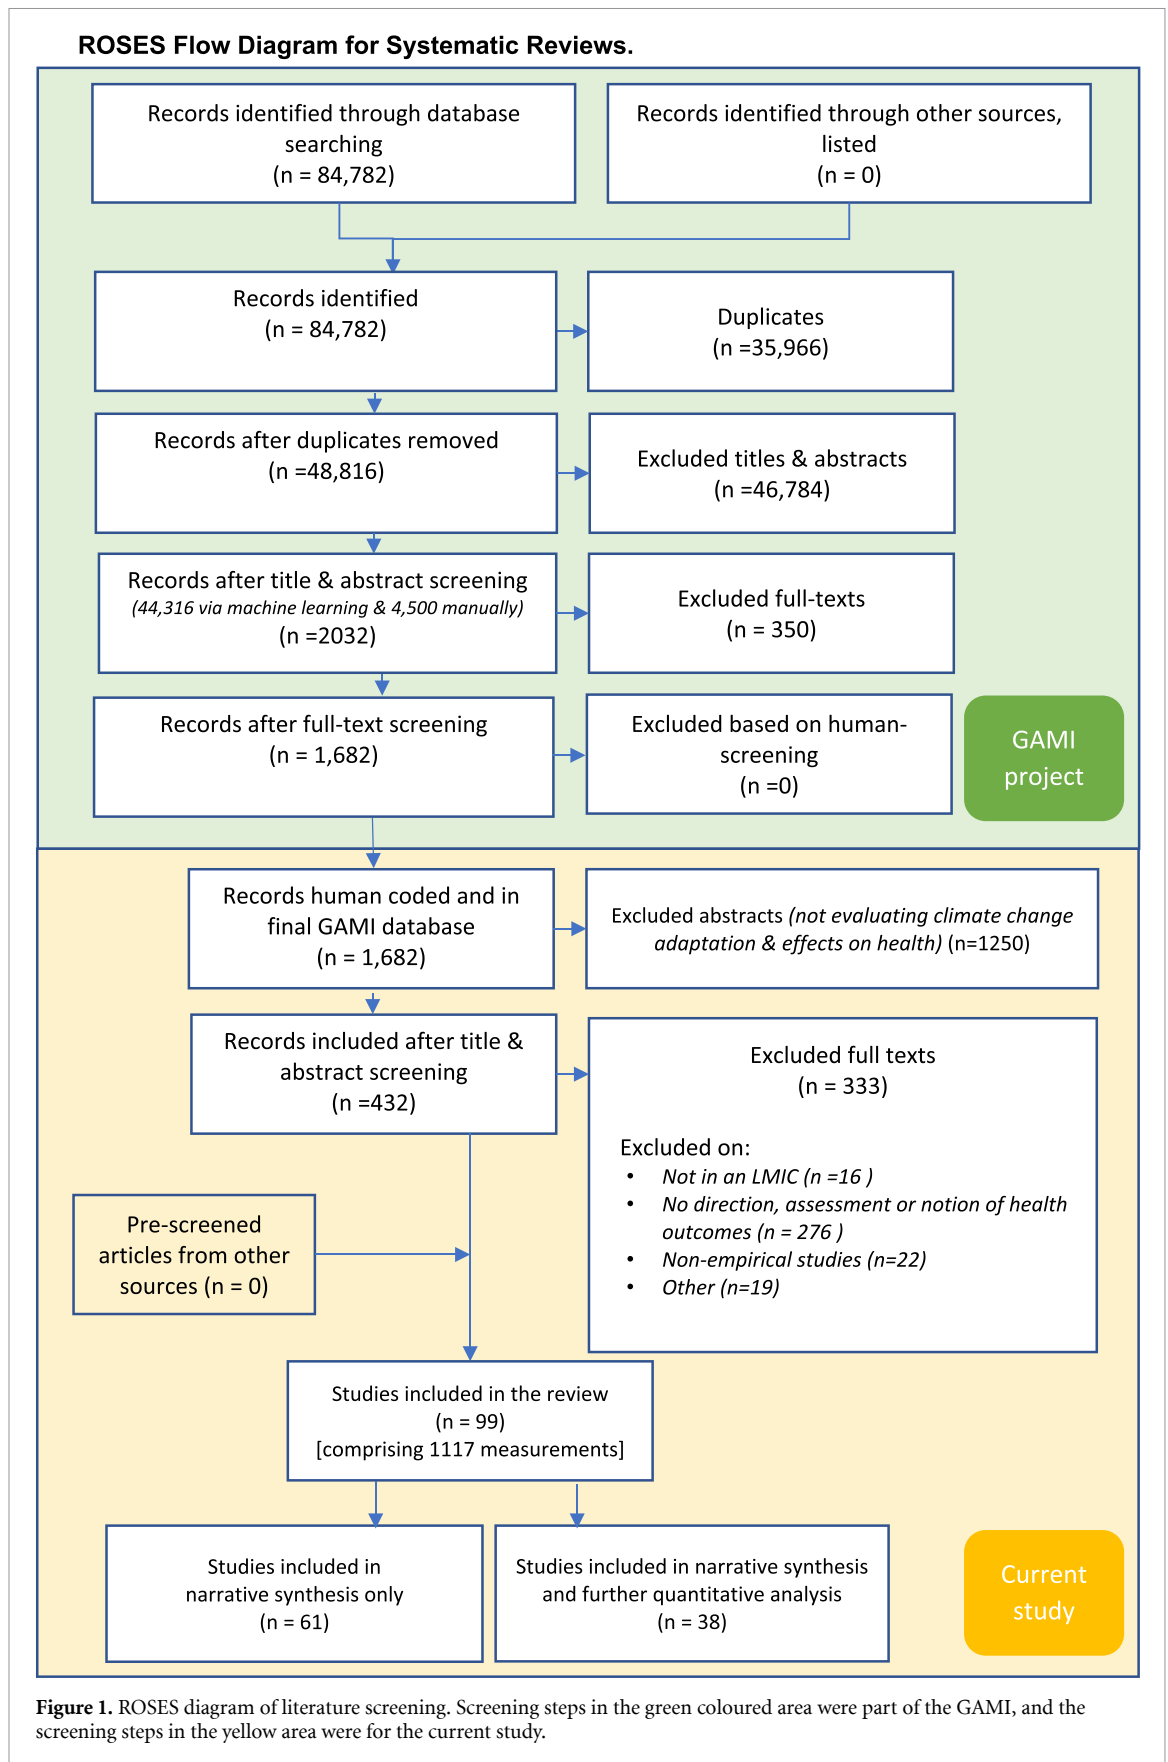 ROSES Flow Diagram for Systematic Reviews.
Records identified through database
searching
(n = 84,782)
Records identified through other sources,
listed
(n = 0)
Records identified
(n = 84,782)
Duplicates
(n =35,966)
Records after duplicates removed
(n =48,816)
Excluded titles & abstracts
(n =46,784)
Records after title & abstract screening
(44,316 via machine learning & 4,500 manually)
(n =2032)
Excluded full-texts
(n = 350)
Records after full-text screening
(n = 1,682)
Excluded based on human-
screening
(n =0)
GAMI
project
Records human coded and in
final GAMI database
(n = 1,682)
Excluded abstracts (not evaluating climate change
adaptation & effects on health) (n=1250)
Records included after title &
abstract screening
(n =432)
Excluded full texts
(n = 333)
Excluded on:
• Not in an LMIC (n =16 )
• No direction, assessment or notion of health
outcomes (n = 276 )
• Non-empirical studies (n=22)
• Other (n=19)
Pre-screened
articles from other
sources (n = 0)
Studies included in the review
(n = 99)
[comprising 1117 measurements]
Studies included in
narrative synthesis only
(n = 61)
Studies included in narrative synthesis
and further quantitative analysis
(n = 38)
Current
study
Figure 1. ROSES diagram of literature screening. Screening steps in the green coloured area were part of the GAMI, and the
screening steps in the yellow area were for the current study.